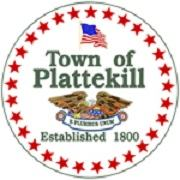 Town of
Plattekill
E PLURIBUS UNUM
Established 1800